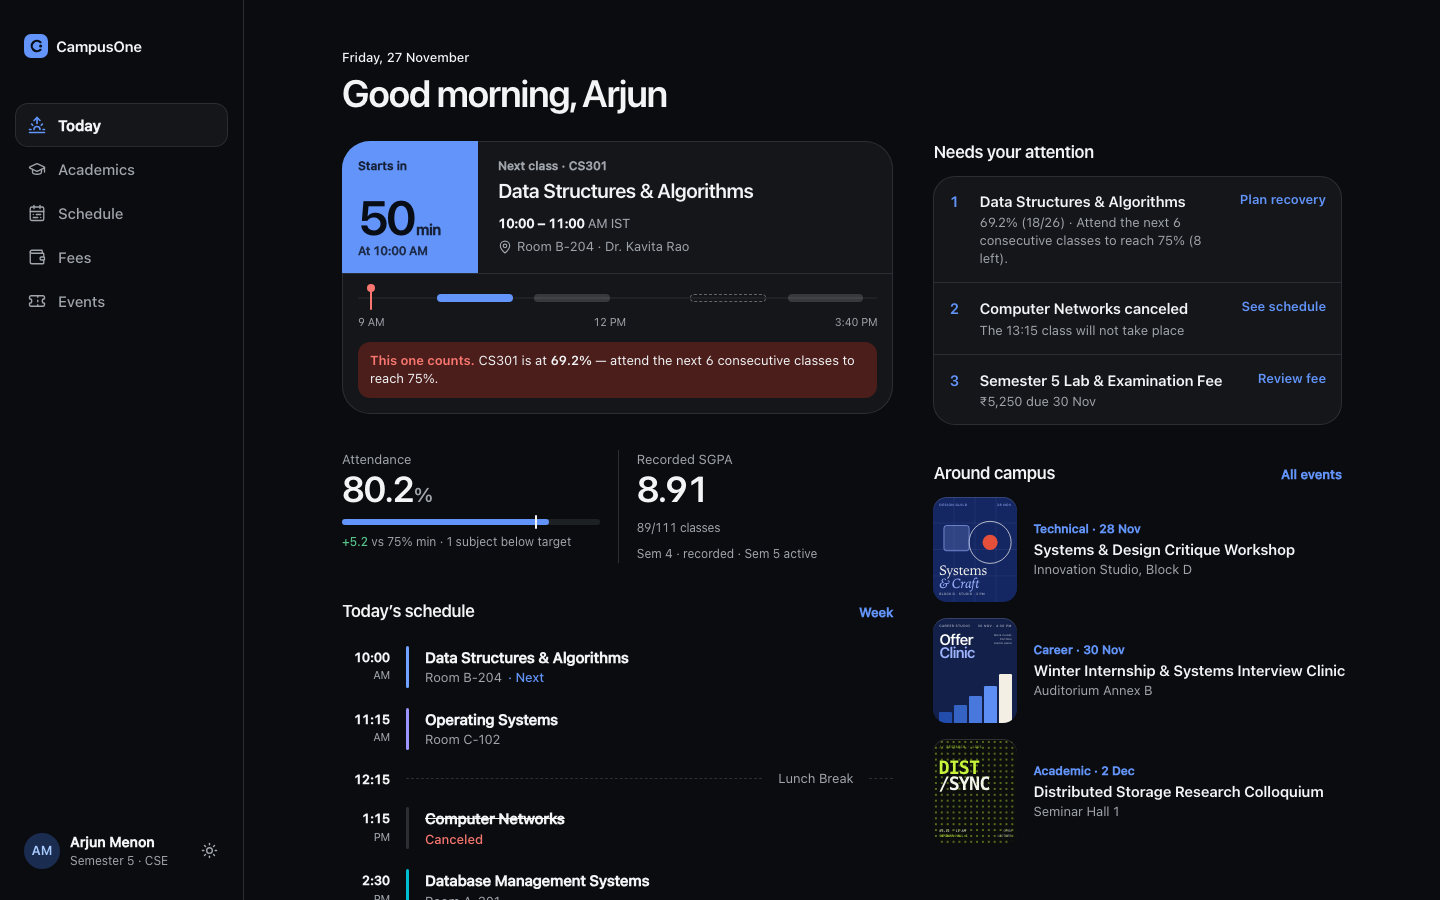 CampusOne
Today
Academics
Schedule
Fees
Events
AM
Arjun Menon
Semester 5 · CSE
Friday, 27 November
Good morning, Arjun
Starts in
50 min
At 10:00 AM
Next class · CS301
Data Structures & Algorithms
10:00 – 11:00 AM IST
Room B-204 · Dr. Kavita Rao
9 AM
12 PM
3:40 PM
This one counts. CS301 is at 69.2% — attend the next 6 consecutive classes to
reach 75%.
Attendance
80.2%
+5.2 vs 75% min · 1 subject below target
Recorded SGPA
8.91
89/111 classes
Sem 4 · recorded · Sem 5 active
Today’s schedule
Week
10:00
AM
Data Structures & Algorithms
Room B-204 · Next
11:15
AM
Operating Systems
Room C-102
12:15
Lunch Break
1:15
PM
Computer Networks
Canceled
2:30
PM
Database Management Systems
Room A-201
Needs your attention
1
Data Structures & Algorithms
Plan recovery
69.2% (18/26) · Attend the next 6
consecutive classes to reach 75% (8
left).
2
Computer Networks canceled
See schedule
The 13:15 class will not take place
3
Semester 5 Lab & Examination Fee
Review fee
₹5,250 due 30 Nov
Around campus
All events
DESIGN GUILD
28 NOV
Systems
& Craft
Technical · 28 Nov
Systems & Design Critique Workshop
Innovation Studio, Block D
CAREER STUDIO
Offer
Clinic
Career · 30 Nov
Winter Internship & Systems Interview Clinic
Auditorium Annex B
DIST
/SYNC
Academic · 2 Dec
Distributed Storage Research Colloquium
Seminar Hall 1